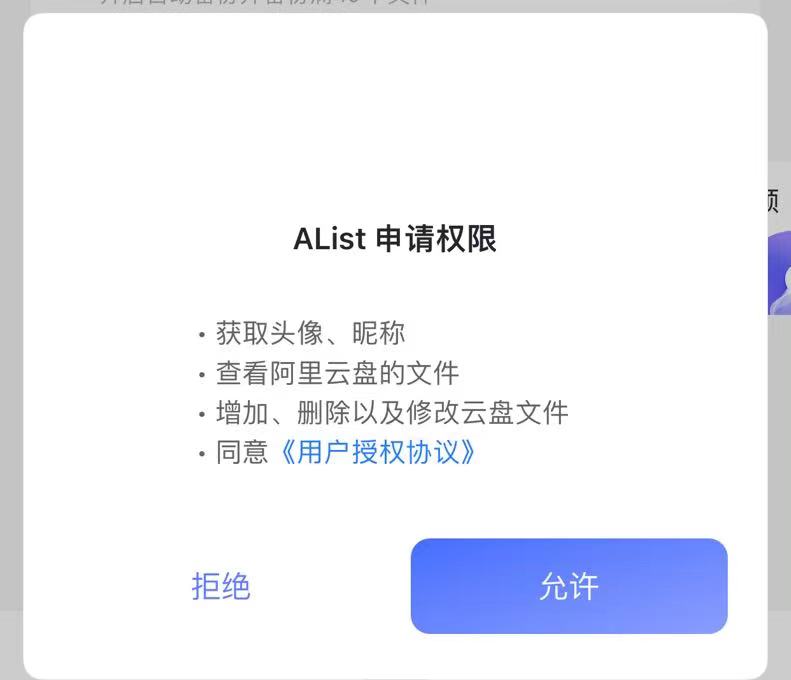 AList 申请权限
• 获取头像、昵称
• 查看阿里云盘的文件
• 增加、删除以及修改云盘文件
• 同意《用户授权协议》
拒绝
允许